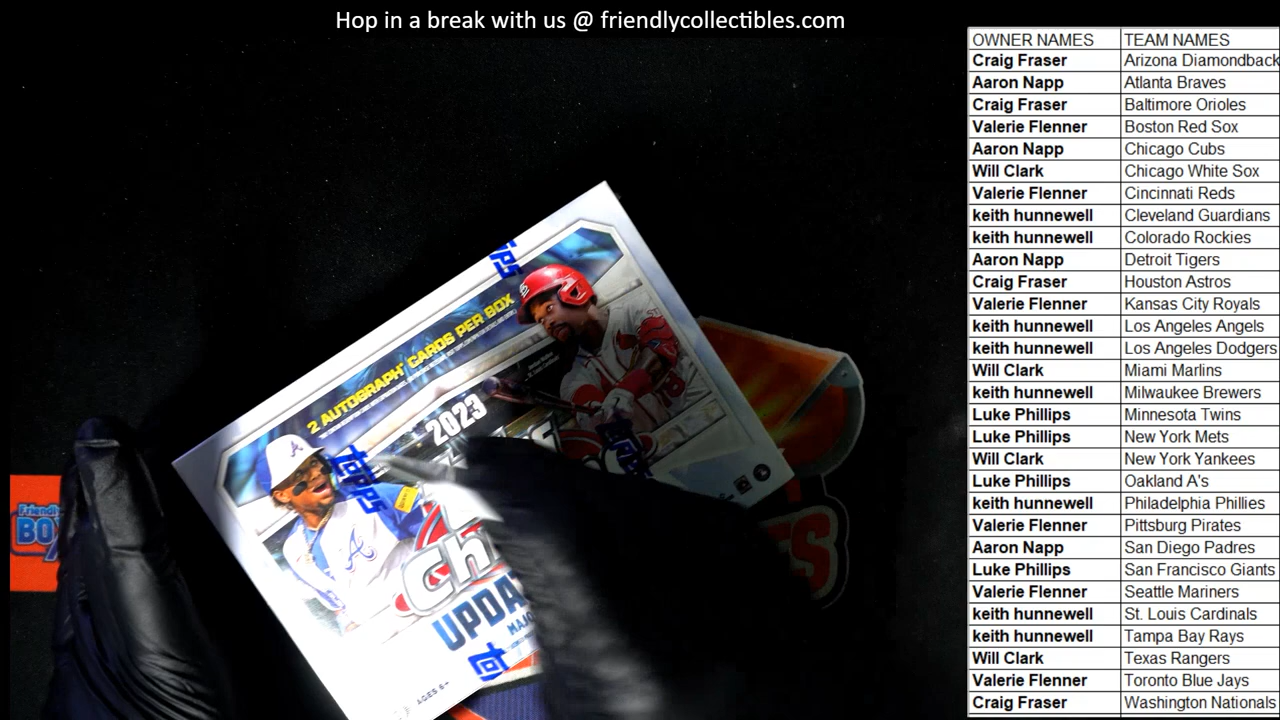 Hop in a break with us @ friendlycollectibles.com
OWNER NAMES TEAM NAMES
Craig Fraser Arizona Diamondback
Aaron Napp Atlanta Braves
Craig Fraser Baltimore Orioles
Valerie Flenner Boston Red Sox
Aaron Napp Chicago Cubs
Will Clark Chicago White Sox
Valerie Flenner Cincinnati Reds
keith hunnewell Cleveland Guardians
keith hunnewell Colorado Rockies
Aaron Napp Detroit Tigers
Craig Fraser Houston Astros
Valerie Flenner Kansas City Royals
keith hunnewell Los Angeles Angels
keith hunnewell Los Angeles Dodgers
Will Clark Miami Marlins
keith hunnewell Milwaukee Brewers
Luke Phillips Minnesota Twins
Luke Phillips New York Mets
Will Clark New York Yankees
Luke Phillips Oakland A's
keith hunnewell Philadelphia Phillies
Valerie Flenner Pittsburg Pirates
Aaron Napp San Diego Padres
Luke Phillips San Francisco Giants
Valerie Flenner Seattle Mariners
keith hunnewell St. Louis Cardinals
keith hunnewell Tampa Bay Rays
Will Clark Texas Rangers
Valerie Flenner Toronto Blue Jays
Craig Fraser Washington Nationals
2 AUTOGRAPH CARDS PER BOX
2023
topps
Ch
UPDA
MAJO
AGES 6+
Friendly
BO